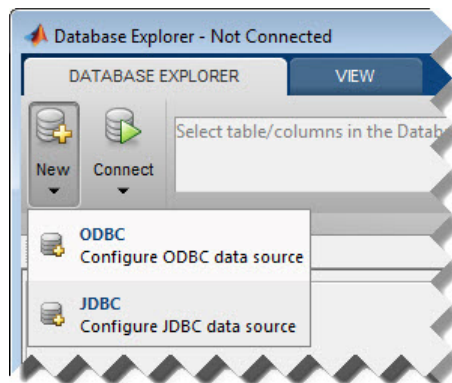 Database Explorer - Not Connected
DATABASE EXPLORER
VIEW
New
Connect
Select table/columns in the Datab
ODBC
Configure ODBC data source
JDBC
Configure JDBC data source